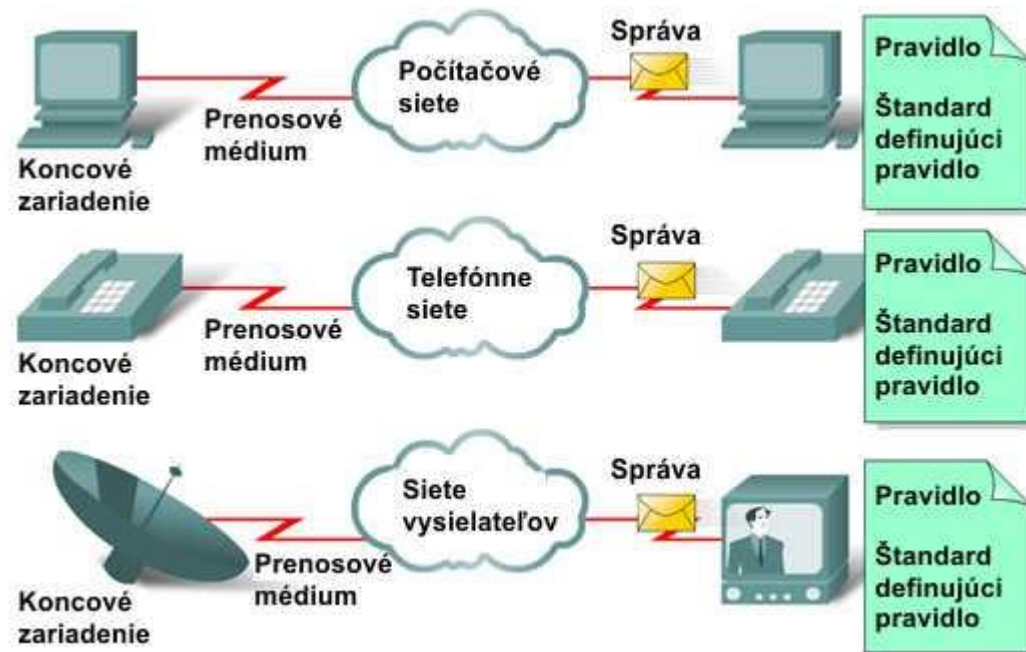 Koncové
zariadenie
Prenosové
médium
Počítačové
siete
Správa
Pravidlo
Štandard
definujúci
pravidlo
Koncové
zariadenie
Prenosové
médium
Telefónne
siete
Správa
Pravidlo
Štandard
definujúci
pravidlo
Koncové
zariadenie
Prenosové
médium
Siete
vysielateľov
Správa
Pravidlo
Štandard
definujúci
pravidlo